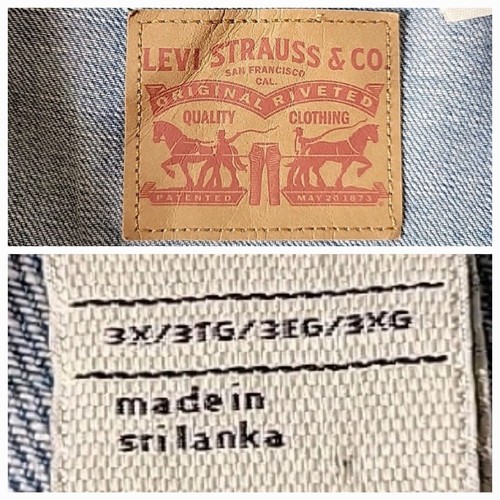 LEVI STRAUSS & CO
SAN FRANCISCO
CAL.
ORIGINAL RIVETED
QUALITY CLOTHING
PATENTED MAY 20 1873
3X/3TG/3EG/3XG
made in
sri lanka